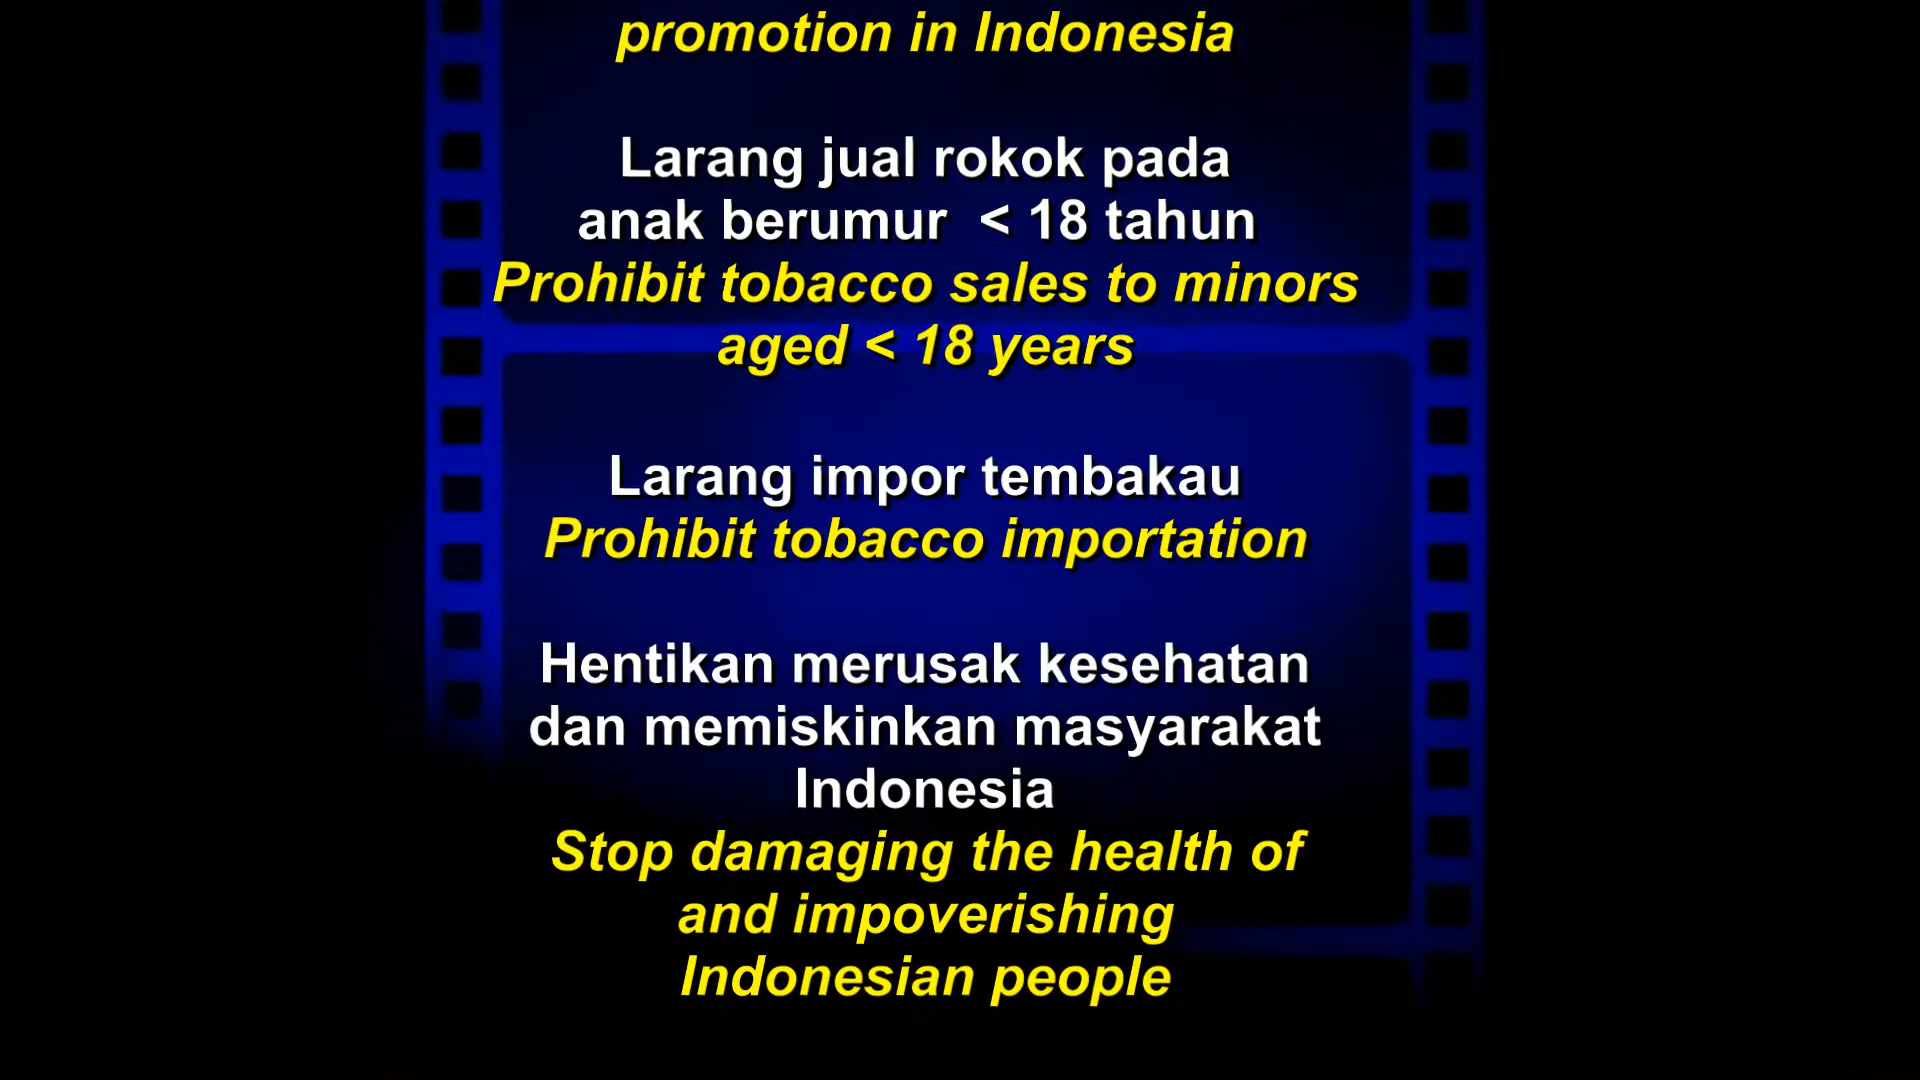 promotion in Indonesia
Larang jual rokok pada
anak berumur < 18 tahun
Prohibit tobacco sales to minors
aged < 18 years
Larang impor tembakau
Prohibit tobacco importation
Hentikan merusak kesehatan
dan memiskinkan masyarakat
Indonesia
Stop damaging the health of
and impoverishing
Indonesian people